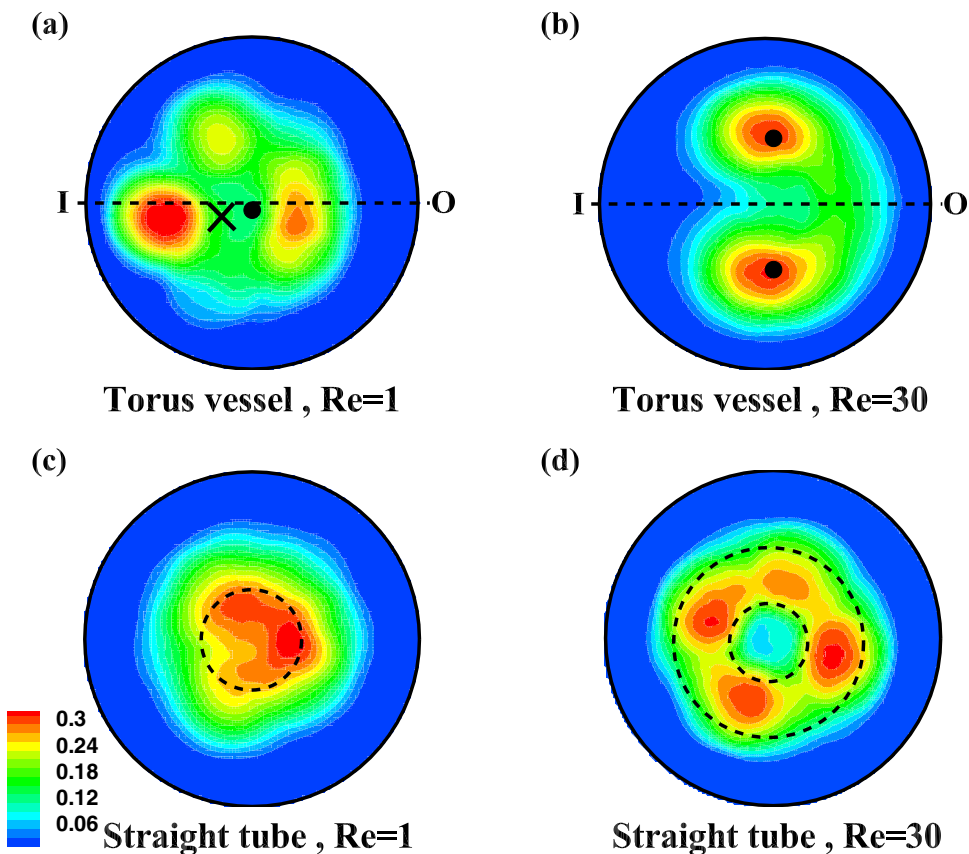 (a)
(b)
I
O
I
O
Torus vessel , Re=1
Torus vessel , Re=30
(c)
(d)
0.3
0.24
0.18
0.12
0.06
Straight tube , Re=1
Straight tube , Re=30